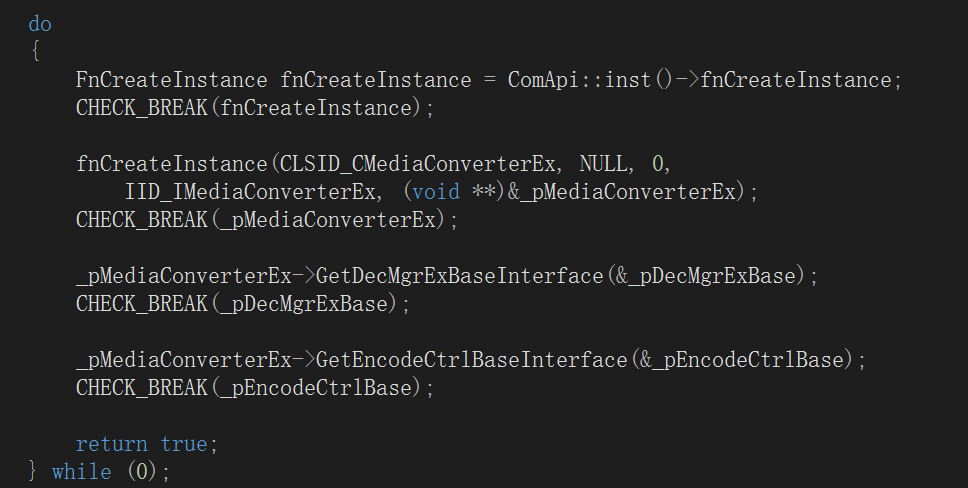 do
{
    FnCreateInstance fnCreateInstance = ComApi::inst()->fnCreateInstance;
    CHECK_BREAK(fnCreateInstance);

    fnCreateInstance(CLSID_CMediaConverterEx, NULL, 0,
        IID_IMediaConverterEx, (void **)&_pMediaConverterEx);
    CHECK_BREAK(_pMediaConverterEx);

    _pMediaConverterEx->GetDecMgrExBaseInterface(&_pDecMgrExBase);
    CHECK_BREAK(_pDecMgrExBase);

    _pMediaConverterEx->GetEncodeCtrlBaseInterface(&_pEncodeCtrlBase);
    CHECK_BREAK(_pEncodeCtrlBase);

    return true;
} while (0);